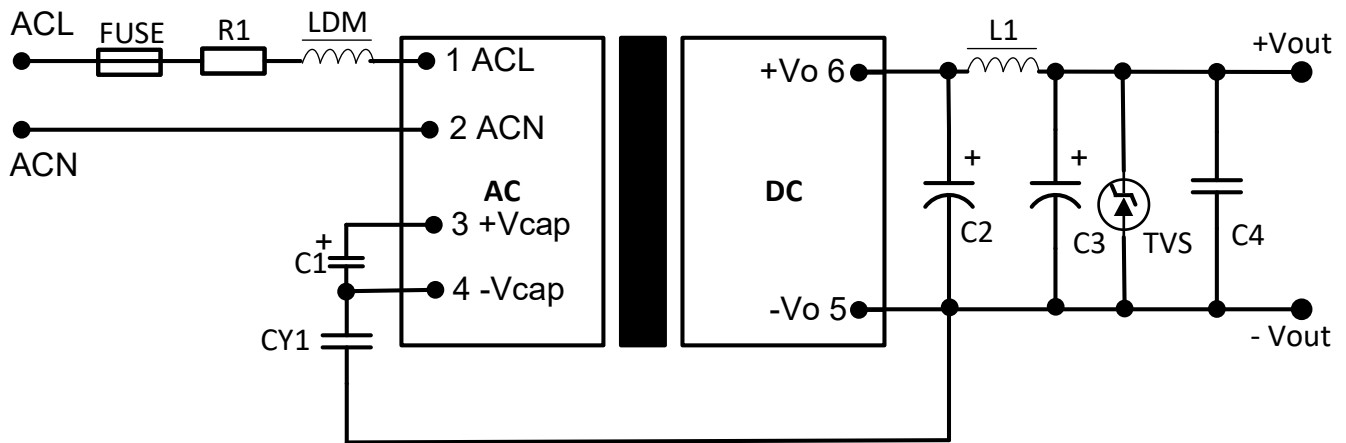 ACL
FUSE
R1
LDM
L1
+Vout
1 ACL
+Vo 6
2 ACN
ACN
AC
DC
+
+
3 +Vcap
+
C1
C2
C3
TVS
C4
4 -Vcap
-Vo 5
CY1
- Vout